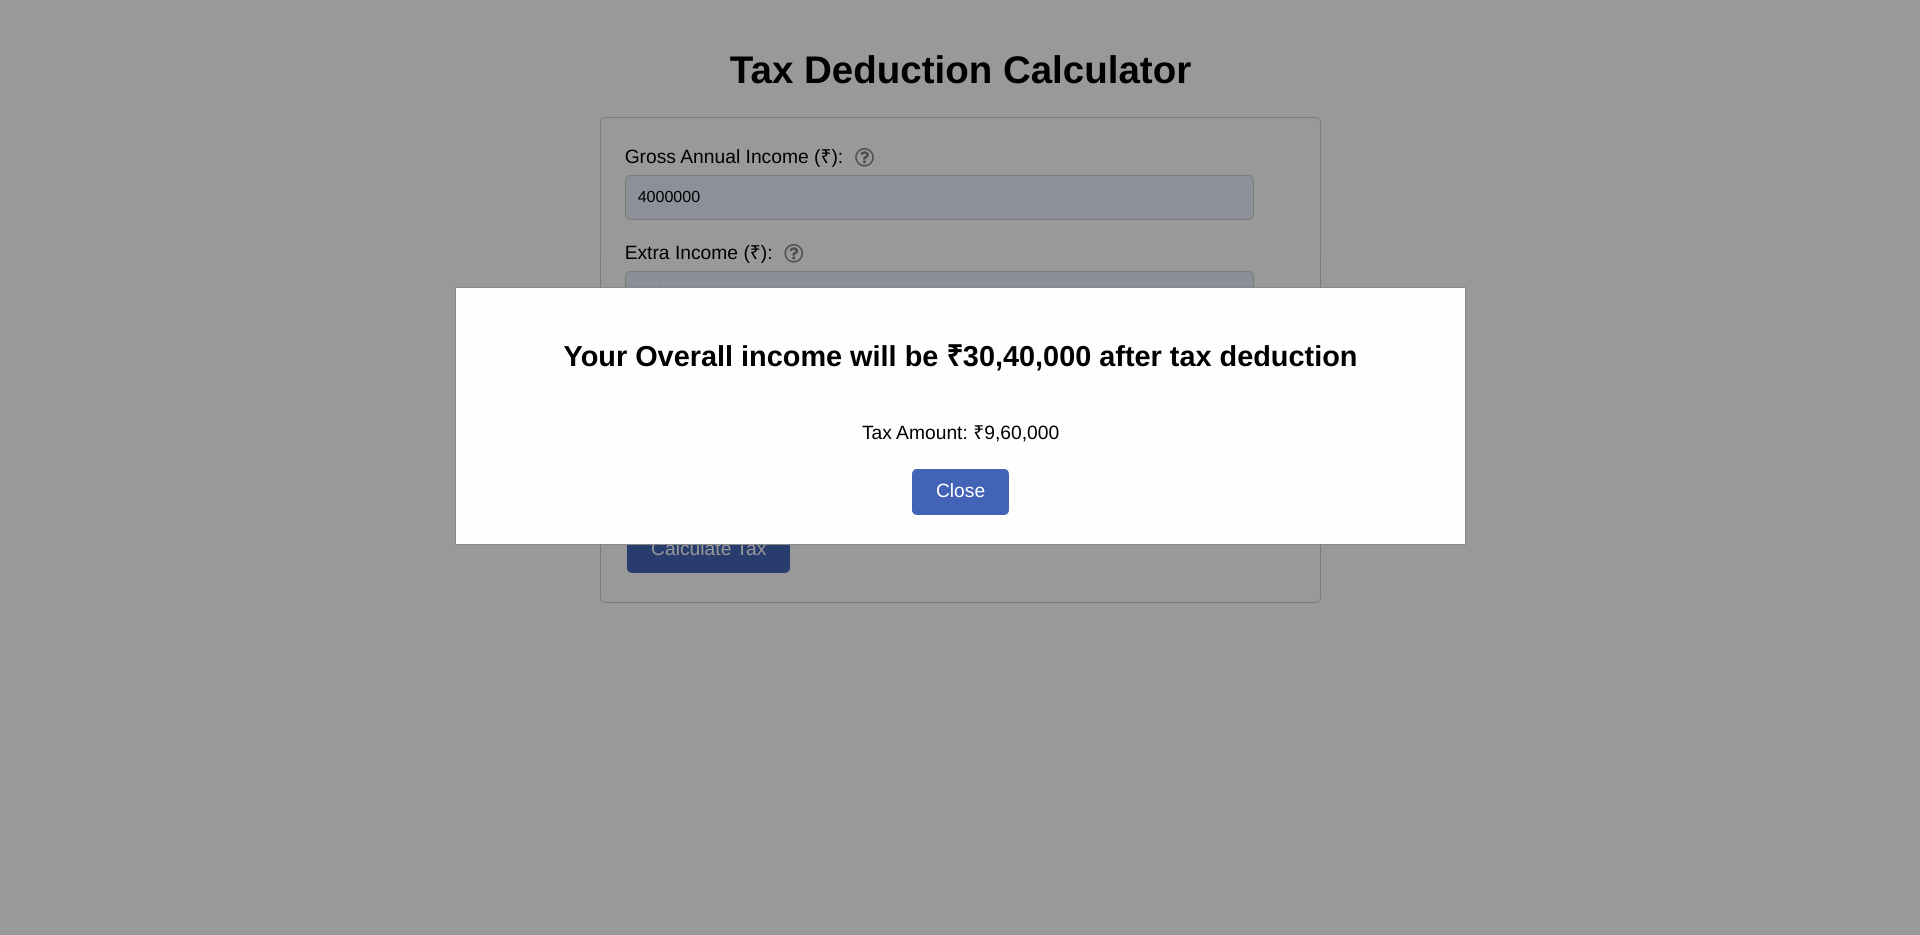 Tax Deduction Calculator
Gross Annual Income (₹):
4000000
Extra Income (₹):
Your Overall income will be ₹30,40,000 after tax deduction
Tax Amount: ₹9,60,000
Close
Calculate Tax